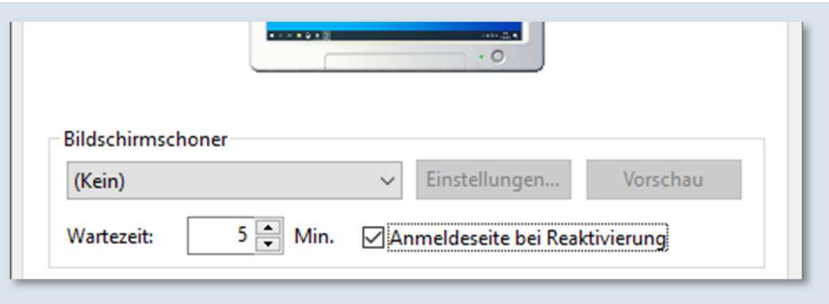 Bildschirmschoner
(Kein) Einstellungen... Vorschau
Wartezeit: 5 Min. Anmeldeseite bei Reaktivierung